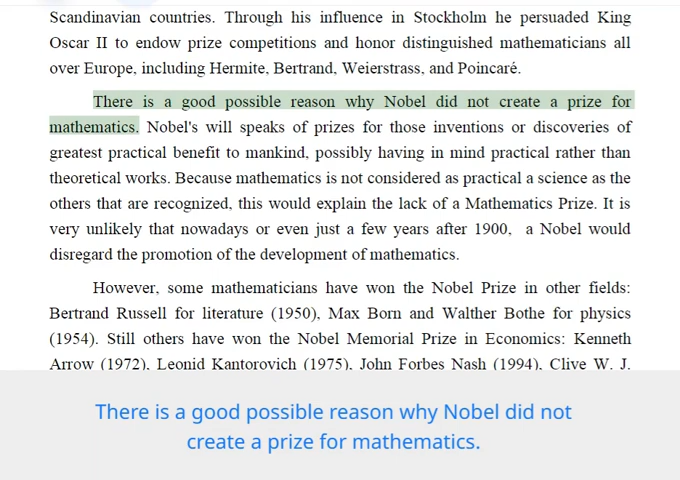 Scandinavian countries. Through his influence in Stockholm he persuaded King
Oscar II to endow prize competitions and honor distinguished mathematicians all
over Europe, including Hermite, Bertrand, Weierstrass, and Poincaré.
There is a good possible reason why Nobel did not create a prize for
mathematics. Nobel's will speaks of prizes for those inventions or discoveries of
greatest practical benefit to mankind, possibly having in mind practical rather than
theoretical works. Because mathematics is not considered as practical a science as the
others that are recognized, this would explain the lack of a Mathematics Prize. It is
very unlikely that nowadays or even just a few years after 1900, a Nobel would
disregard the promotion of the development of mathematics.
However, some mathematicians have won the Nobel Prize in other fields:
Bertrand Russell for literature (1950), Max Born and Walther Bothe for physics
(1954). Still others have won the Nobel Memorial Prize in Economics: Kenneth
Arrow (1972), Leonid Kantorovich (1975), John Forbes Nash (1994), Clive W. J.
There is a good possible reason why Nobel did not
create a prize for mathematics.